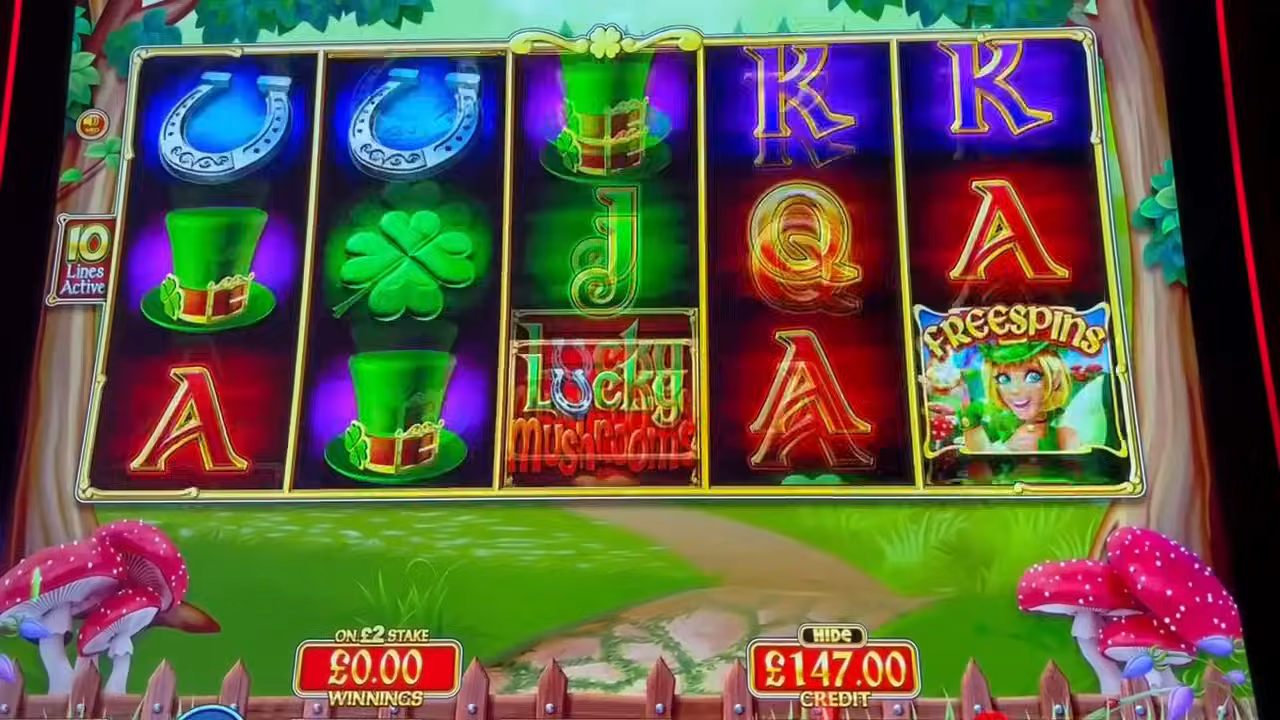 K
K
J
Q
A
10
Lines
Active
A
Lucky
Mushrooms
A
FREESPINS
ON £2 STAKE
£0.00
WINNINGS
HIDE
£147.00
CREDIT